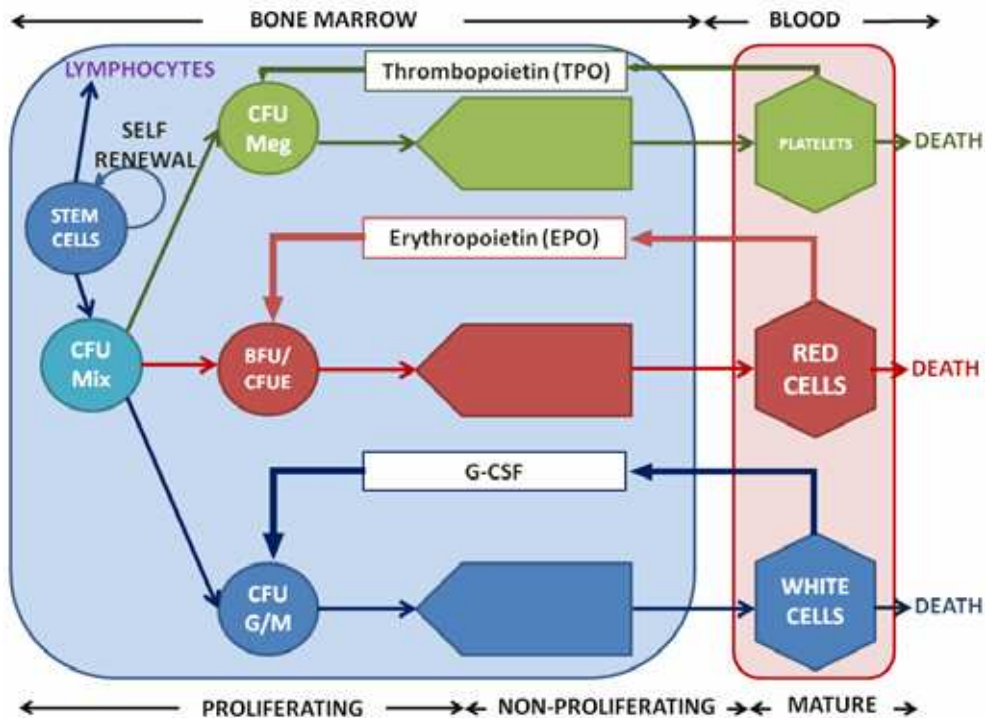 BONE MARROW
BLOOD
LYMPHOCYTES
Thrombopoietin (TPO)
CFU
Meg
SELF
RENEWAL
PLATELETS
DEATH
STEM
CELLS
Erythropoietin (EPO)
CFU
Mix
BFU/
CFUE
RED
CELLS
DEATH
G-CSF
CFU
G/M
WHITE
CELLS
DEATH
PROLIFERATING
NON-PROLIFERATING
MATURE